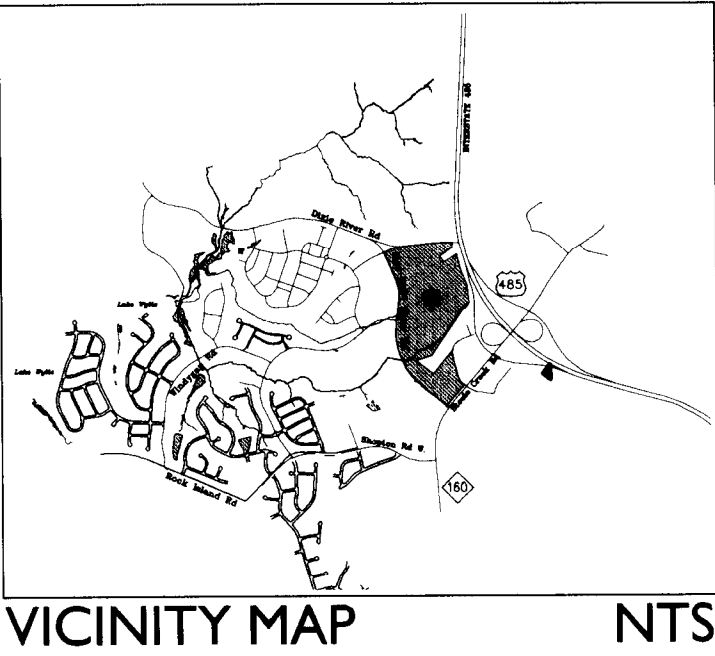 INTERSTATE 485
Dixie River Rd
485
Lake Wylie
Lake Wylie
Rd
Creek Rd
Shopton Rd W.
Rock Island Rd
160
VICINITY MAP
NTS